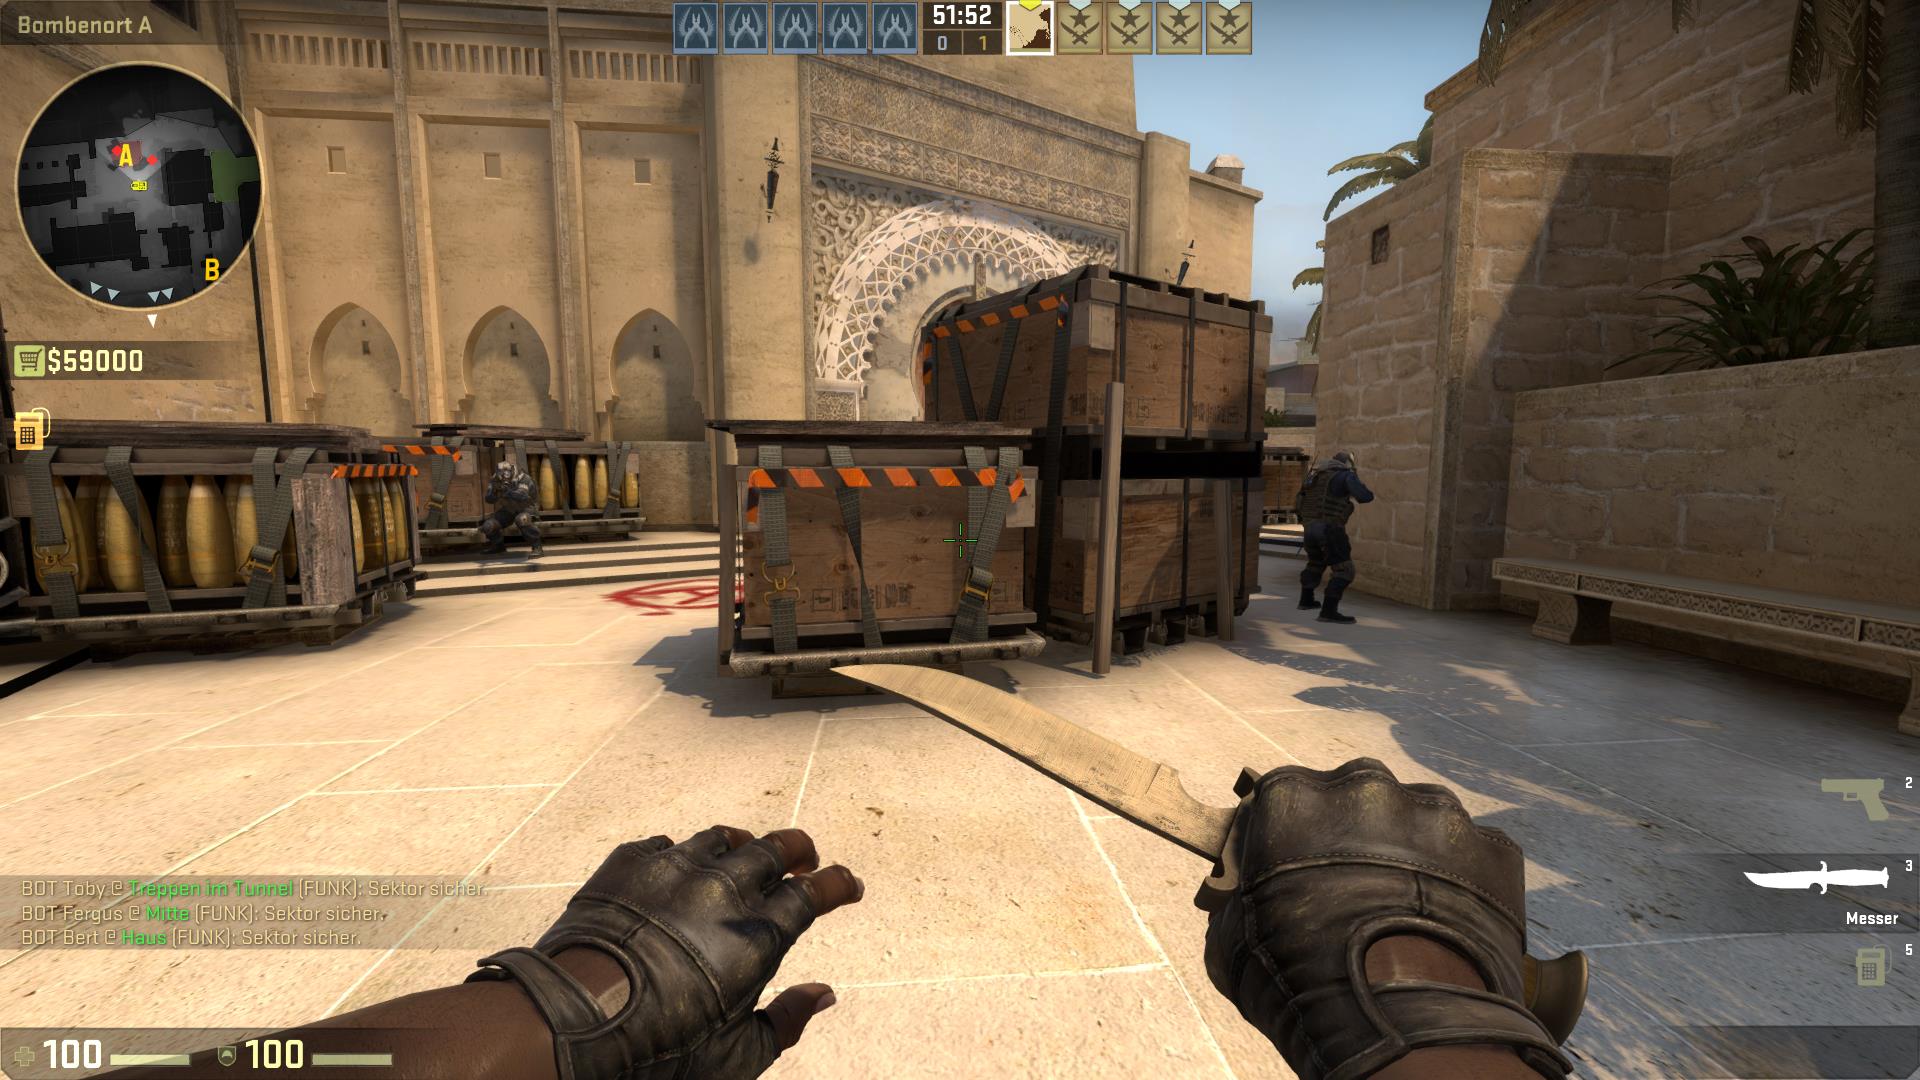 Bombenort A
51:52
0 1
A
B
$59000
2
3
Messer
5
BOT Toby @ Treppen im Tunnel (FUNK): Sektor sicher.
BOT Fergus @ Mitte (FUNK): Sektor sicher.
BOT Bert @ Haus (FUNK): Sektor sicher.
100 100